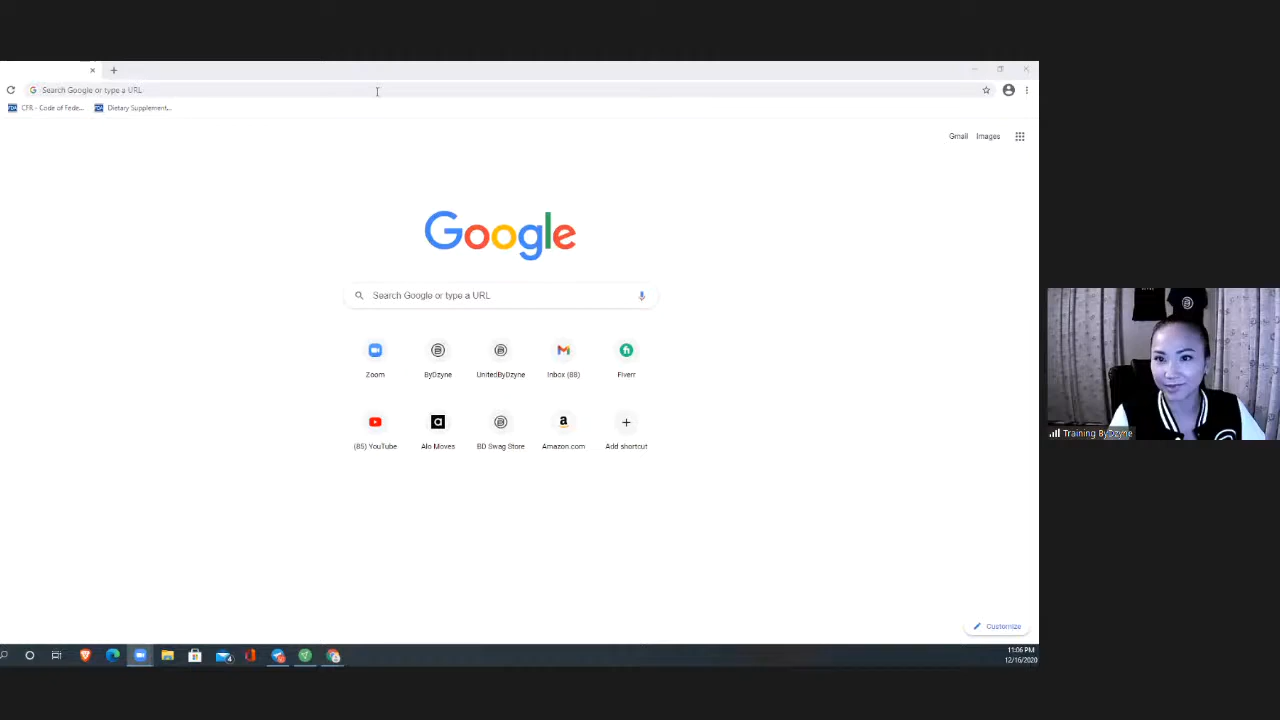 Search Google or type a URL
CFR - Code of Fede...
Dietary Supplement,...
Gmail
Images
Google
Search Google or type a URL
Zoom
ByDzyne
UnitedByDzyne
Inbox (88)
Fiverr
(85) YouTube
Alo Moves
BD Swag Store
Amazon.com
Add shortcut
Training ByDzyne
Customize
11:06 PM
12/16/2020